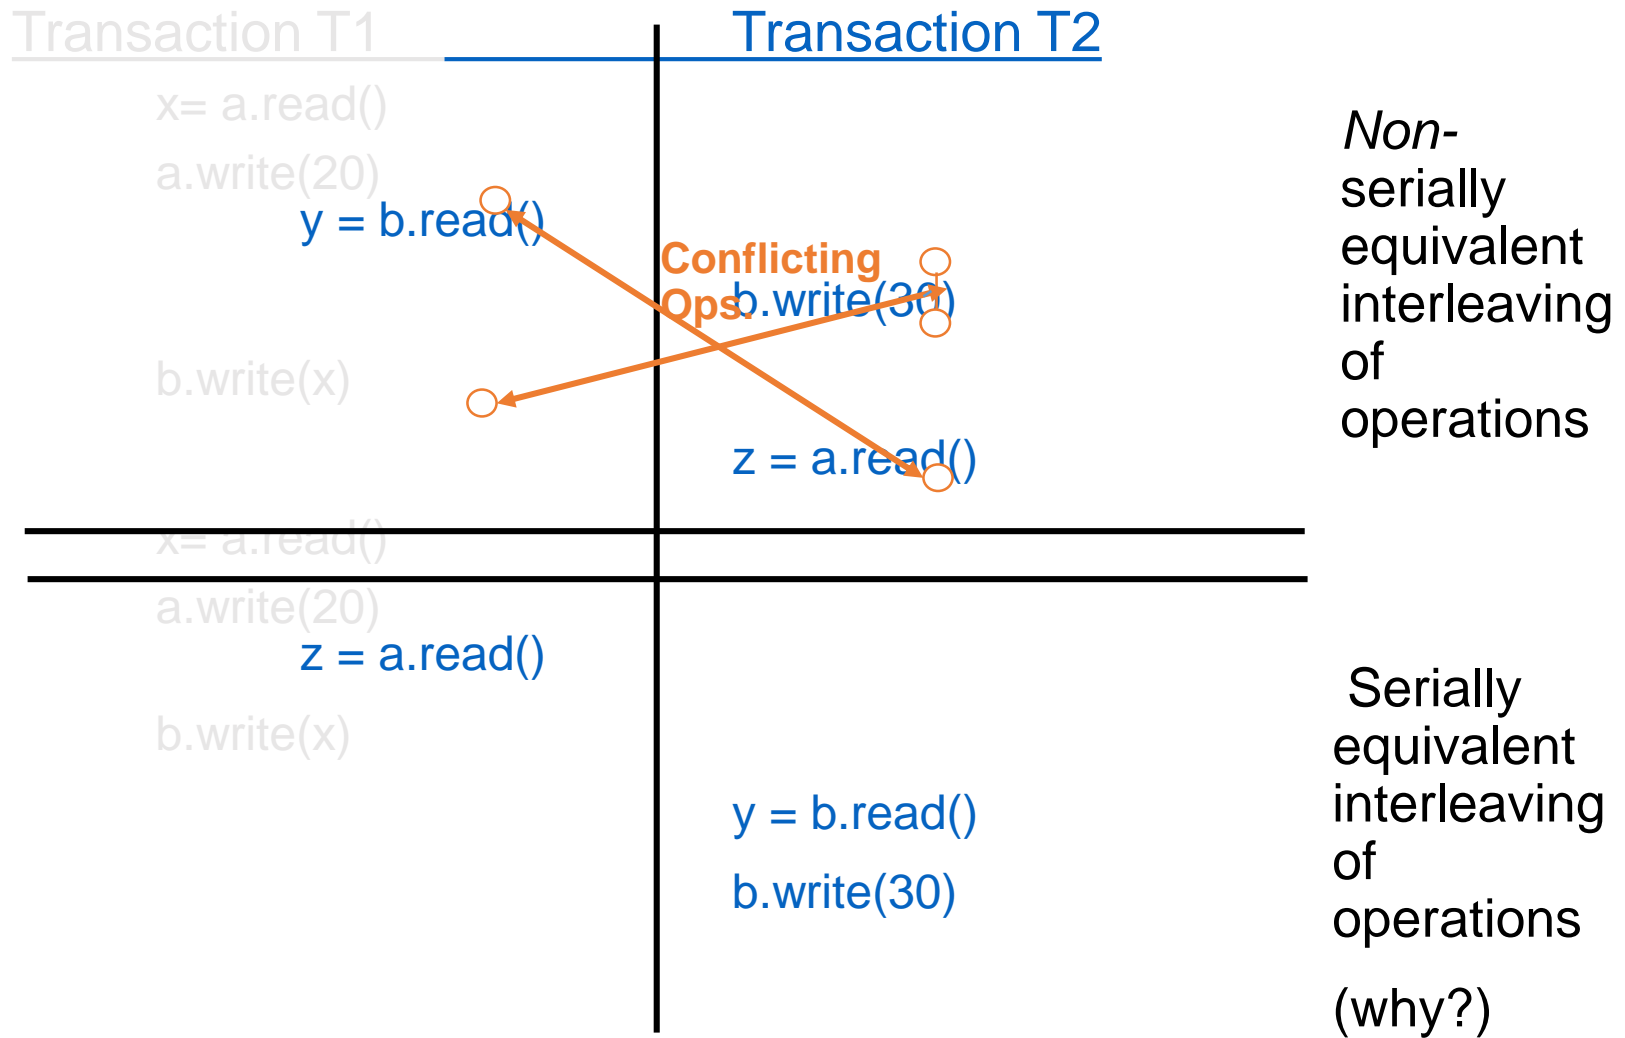 Transaction T1
Transaction T2
x= a.read()
a.write(20)
y = b.read()
Conflicting
Ops.
b.write(30)
b.write(x)
z = a.read()
Non-
serially
equivalent
interleaving
of
operations
x= a.read()
a.write(20)
z = a.read()
b.write(x)
y = b.read()
b.write(30)
Serially
equivalent
interleaving
of
operations
(why?)